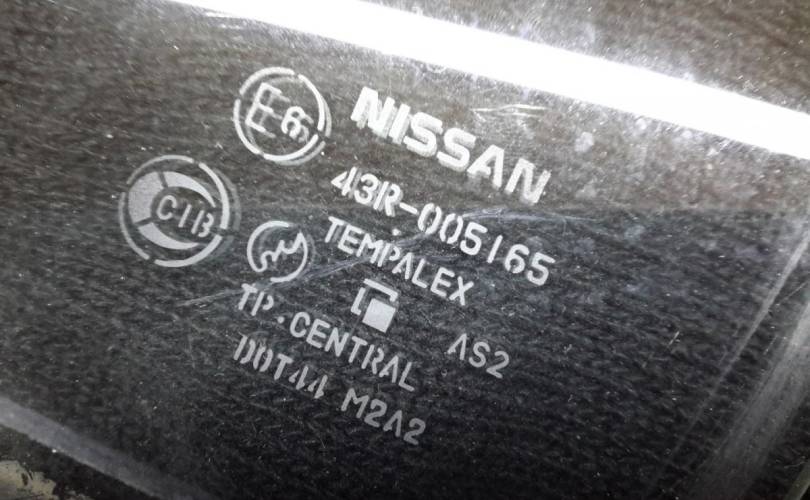 E6 NISSAN
43R-005165
CIB
TEMPALEX
AS2
TP.CENTRAL
DOT44 M2A2